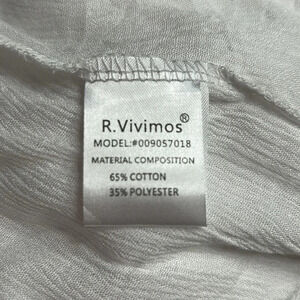 R.Vivimos®
MODEL:#009057018
MATERIAL COMPOSITION
65% COTTON
35% POLYESTER